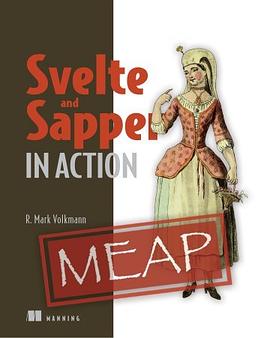 Svelte
and
Sapper
IN ACTION
R. Mark Volkmann
MEAP
MANNING